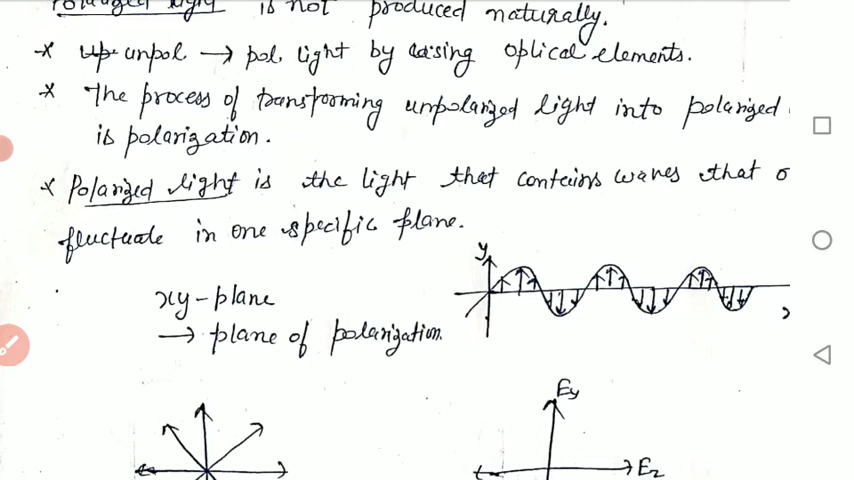 Polarized light is not produced naturally.
* unpol → pol. light by using optical elements.
* The process of transforming unpolarized light into polarized
is polarization.
* Polarized light is the light that contains waves that
fluctuate in one specific plane.
y
xy-plane
→ plane of polarization.
Ey
Ez